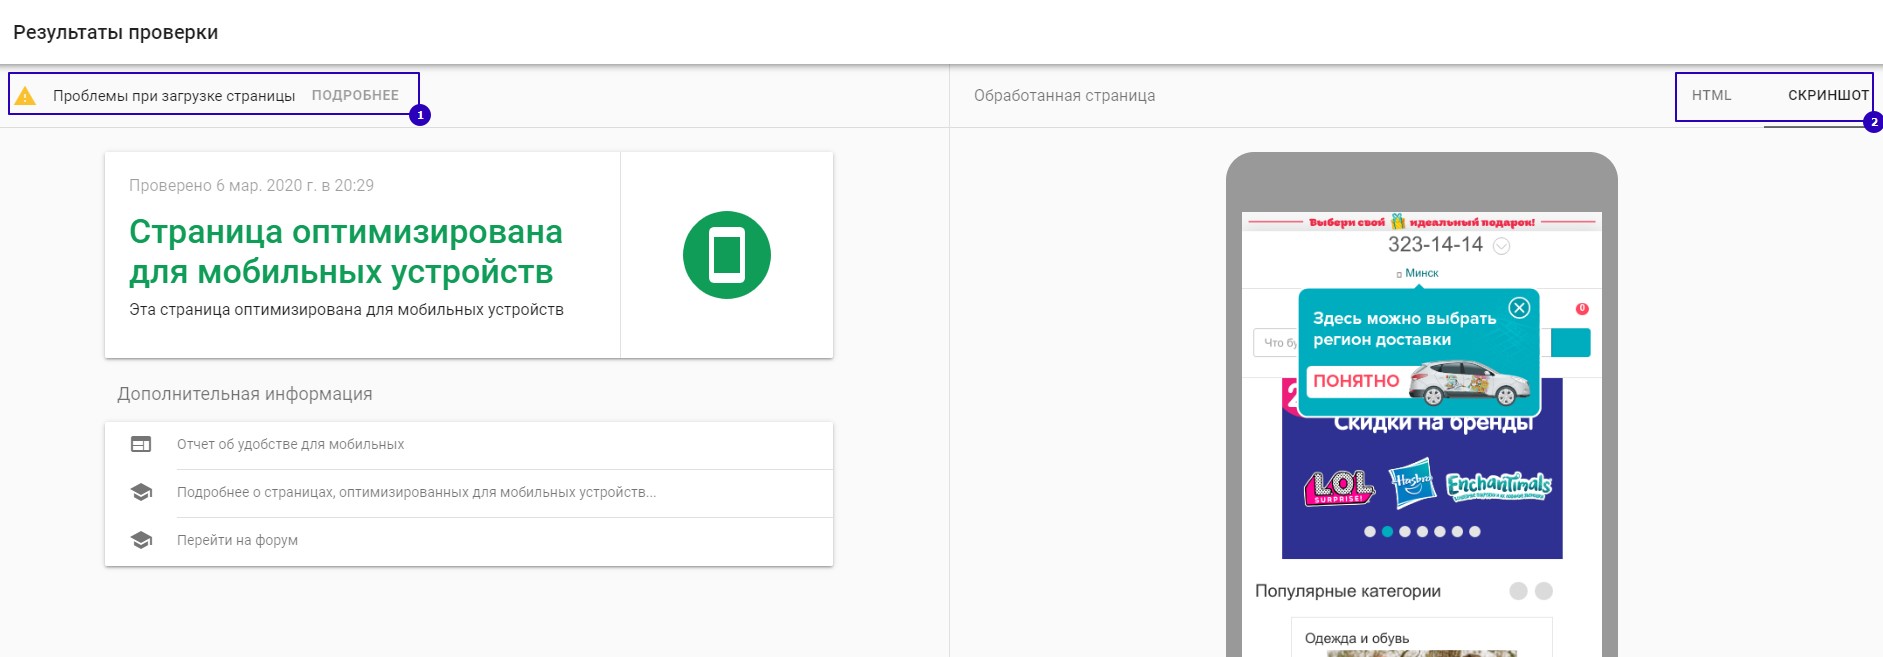 Результаты проверки
Проблемы при загрузке страницы ПОДРОБНЕЕ
1
Обработанная страница
HTML СКРИНШОТ
2
Проверено 6 мар. 2020 г. в 20:29
Страница оптимизирована
для мобильных устройств
Эта страница оптимизирована для мобильных устройств
Дополнительная информация
Отчет об удобстве для мобильных
Подробнее о страницах, оптимизированных для мобильных устройств...
Перейти на форум
Выбери свой идеальный подарок!
323-14-14
Минск
0
Здесь можно выбрать
регион доставки
Что бу
ПОНЯТНО
2
Скидки на бренды
LOL
SURPRISE!
Hasbro
Enchantimals
Популярные категории
Одежда и обувь